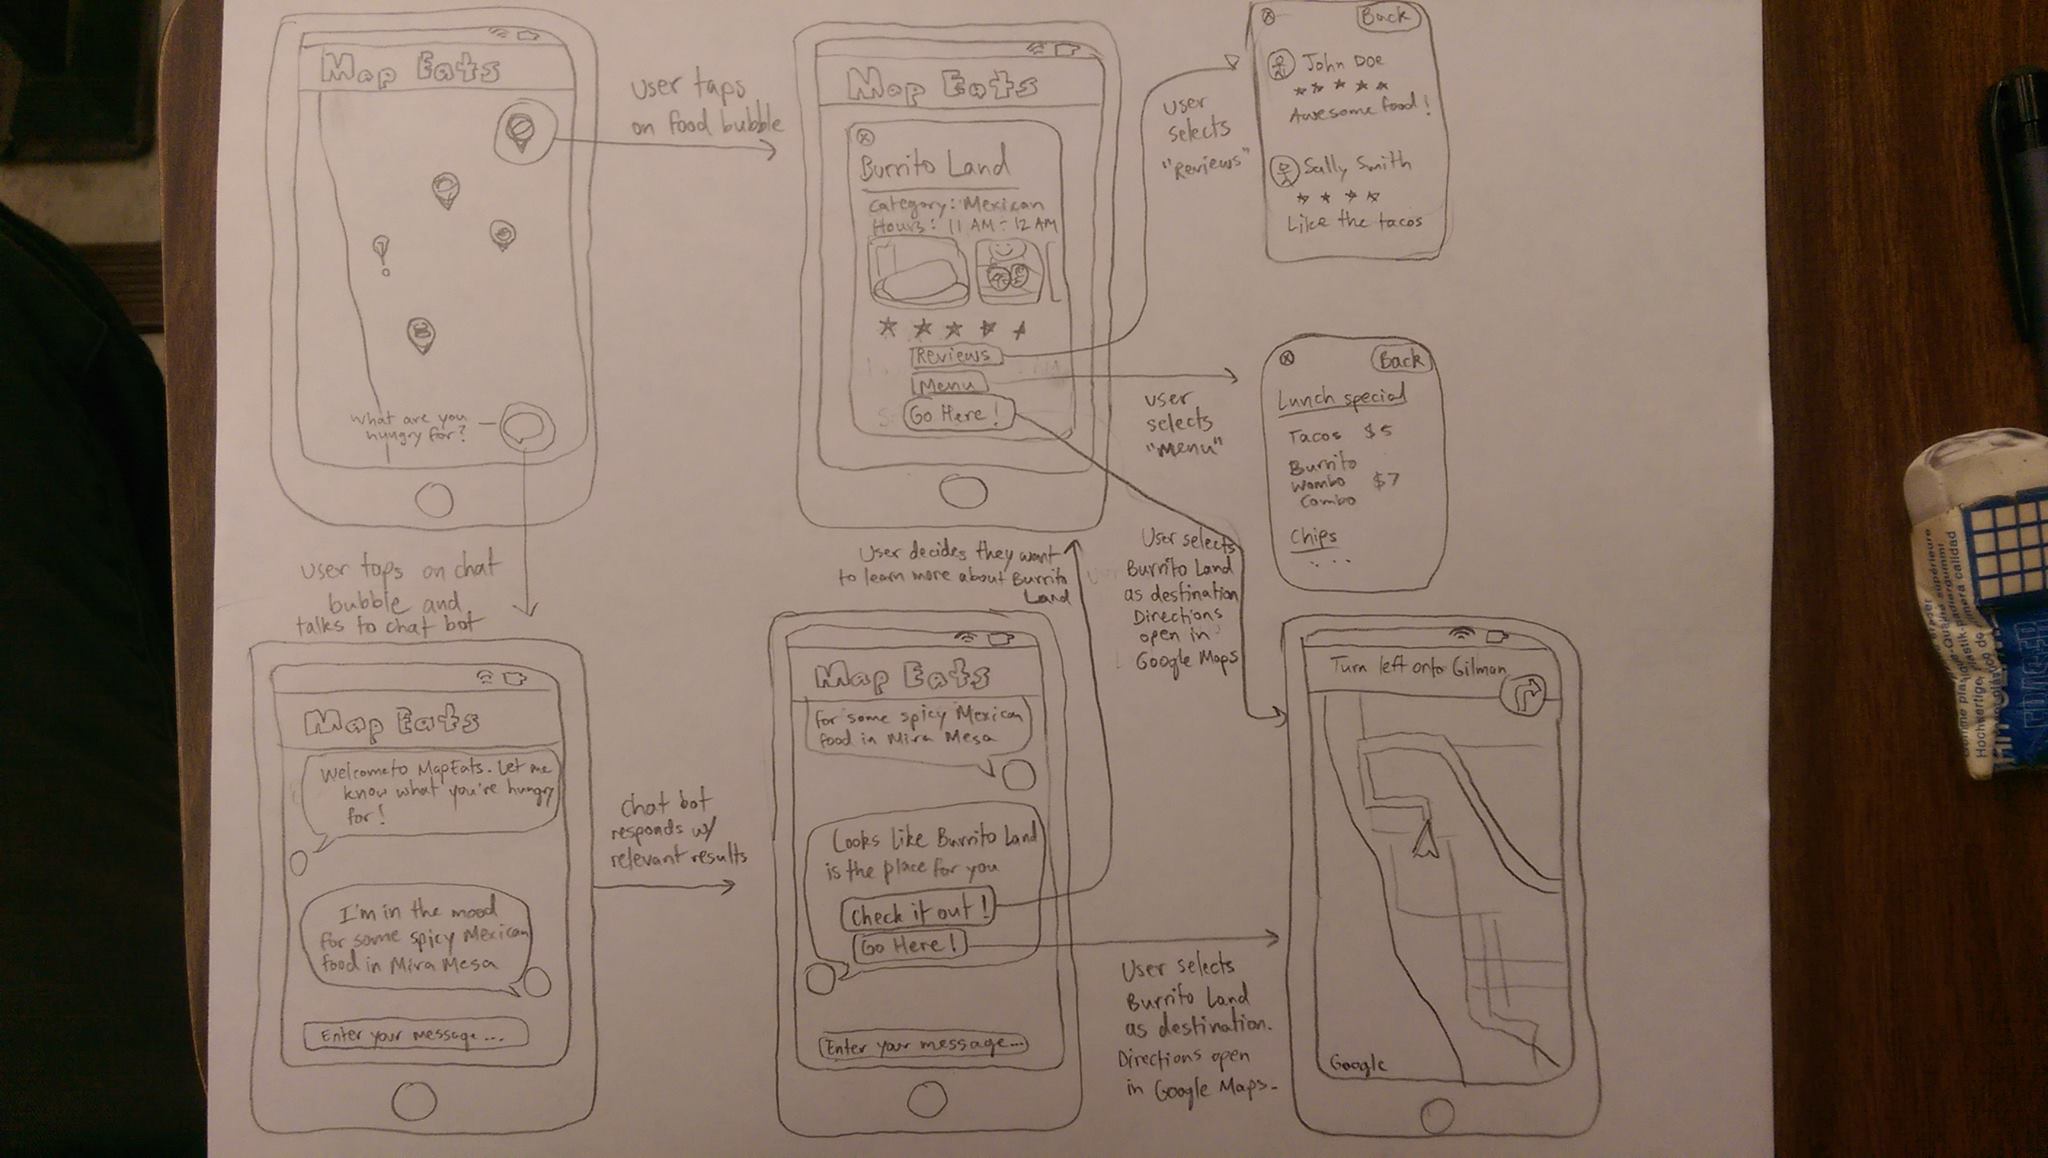 Map Eats
What are you
hungry for?
User taps
on food bubble
Map Eats
Burrito Land
Category: Mexican
Hours: 11 AM - 12 AM
Reviews
Menu
Go Here!
User
selects
"Reviews"
Back
John Doe
Awesome food!
Sally Smith
Like the tacos
User
selects
"Menu"
Back
Lunch special
Tacos $5
Burrito
Wombo $7
Combo
Chips
...
User taps on chat
bubble and
talks to chat bot
Map Eats
Welcome to MapEats. Let me
know what you're hungry
for!
I'm in the mood
for some spicy Mexican
food in Mira Mesa
Enter your message...
Chat bot
responds w/
relevant results
User decides they want
to learn more about Burrito
Land
Map Eats
for some spicy Mexican
food in Mira Mesa
Looks like Burrito Land
is the place for you
Check it out!
Go Here!
Enter your message...
User selects
Burrito Land
as destination
Directions
open in
Google Maps
User selects
Burrito Land
as destination.
Directions open
in Google Maps.
Turn left onto Gilman
Google